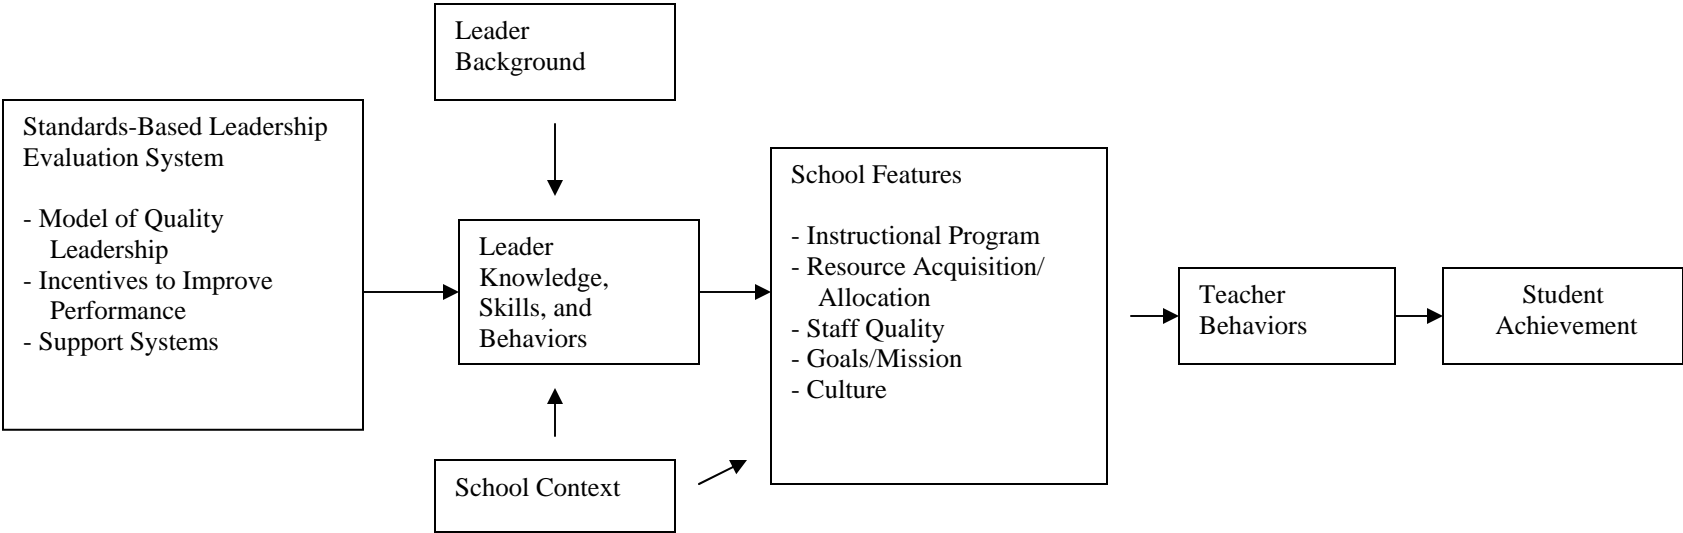 Leader
Background
Standards-Based Leadership
Evaluation System
- Model of Quality
Leadership
- Incentives to Improve
Performance
- Support Systems
Leader
Knowledge,
Skills, and
Behaviors
School Context
School Features
- Instructional Program
- Resource Acquisition/
Allocation
- Staff Quality
- Goals/Mission
- Culture
Teacher
Behaviors
Student
Achievement